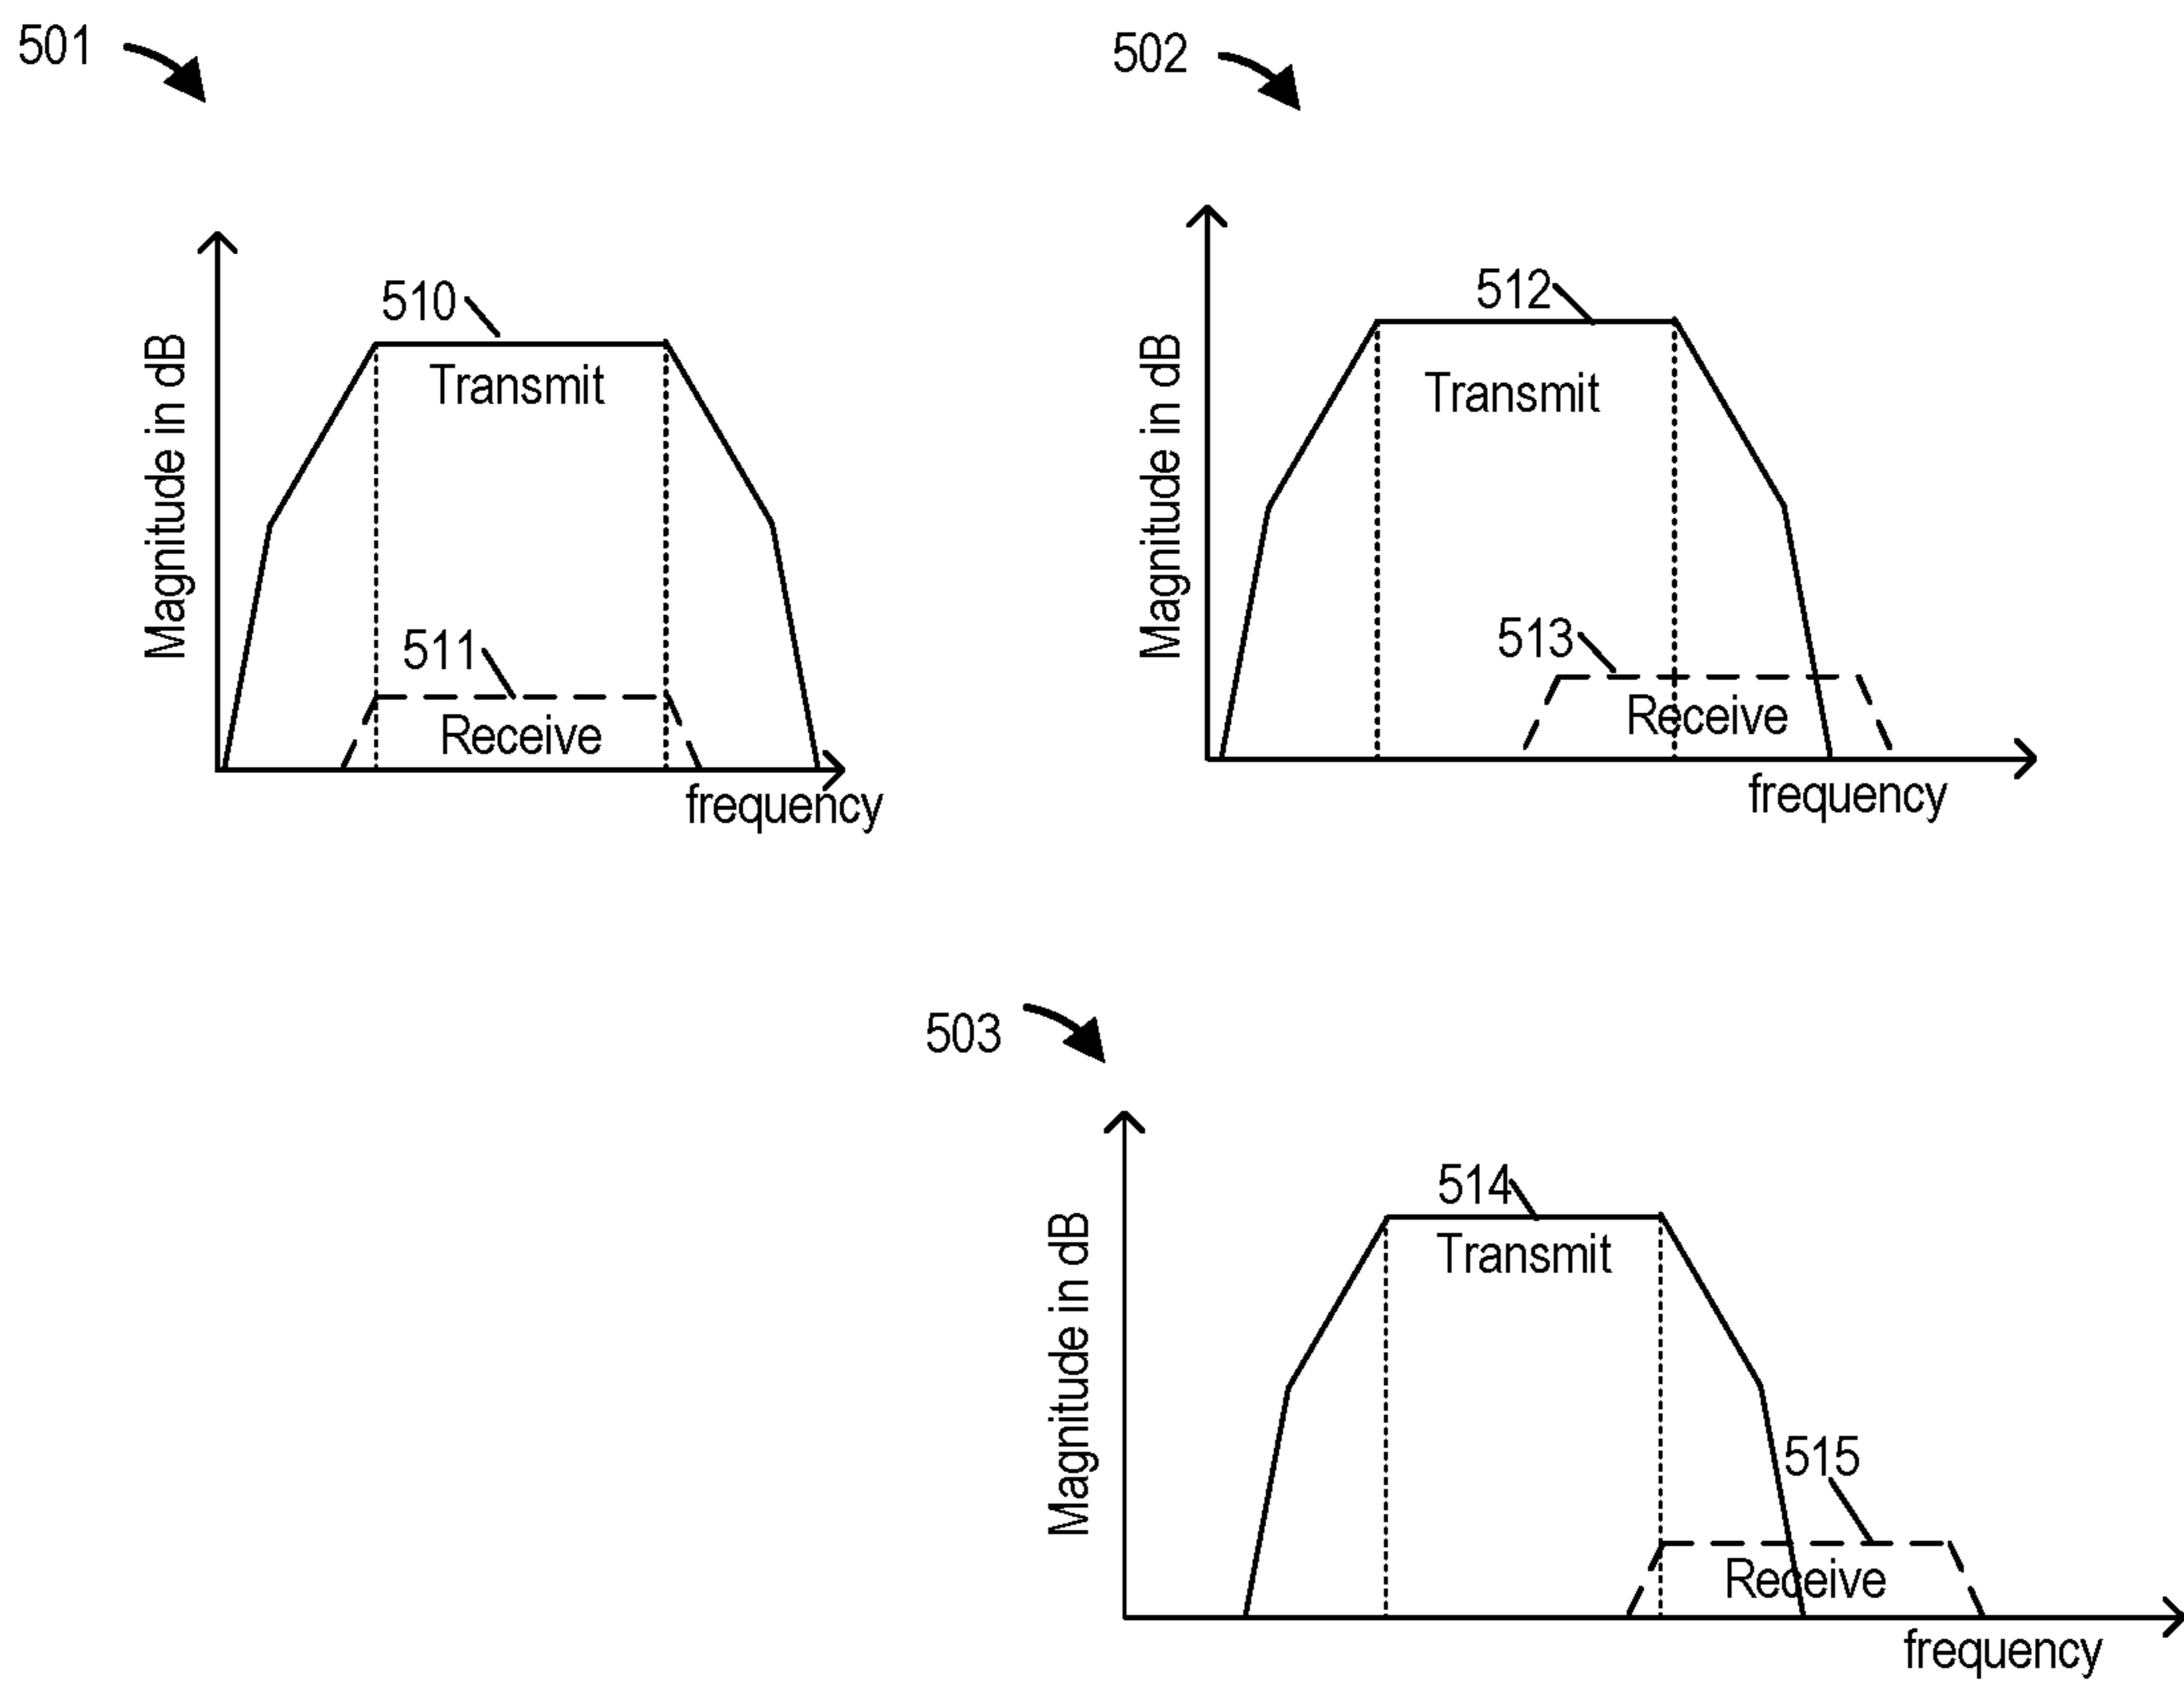 501
510
Transmit
Magnitude in dB
511
Receive
frequency
502
512
Transmit
Magnitude in dB
513
Receive
frequency
503
514
Transmit
Magnitude in dB
515
Receive
frequency